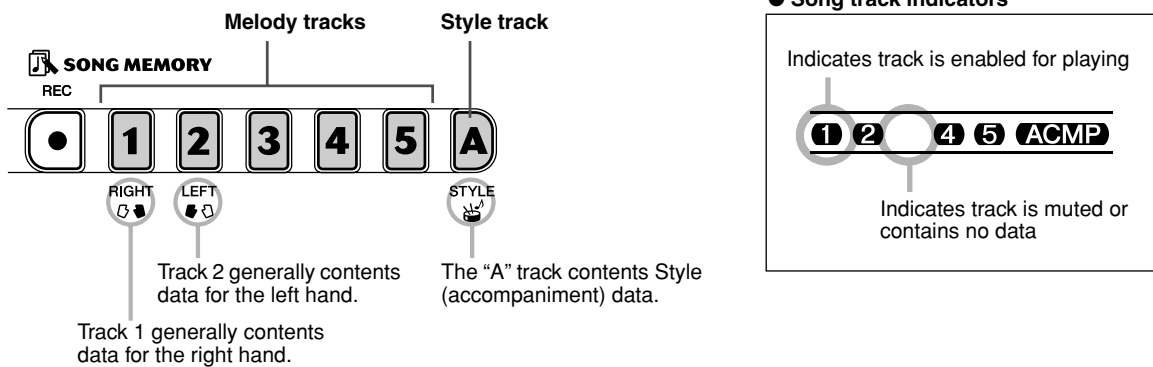 Melody tracks
Style track
SONG MEMORY
REC
1 2 3 4 5 A
RIGHT
LEFT
STYLE
Track 2 generally contents
data for the left hand.
The “A” track contents Style
(accompaniment) data.
Track 1 generally contents
data for the right hand.
● Song track indicators
Indicates track is enabled for playing
1 2 4 5 ACMP
Indicates track is muted or
contains no data